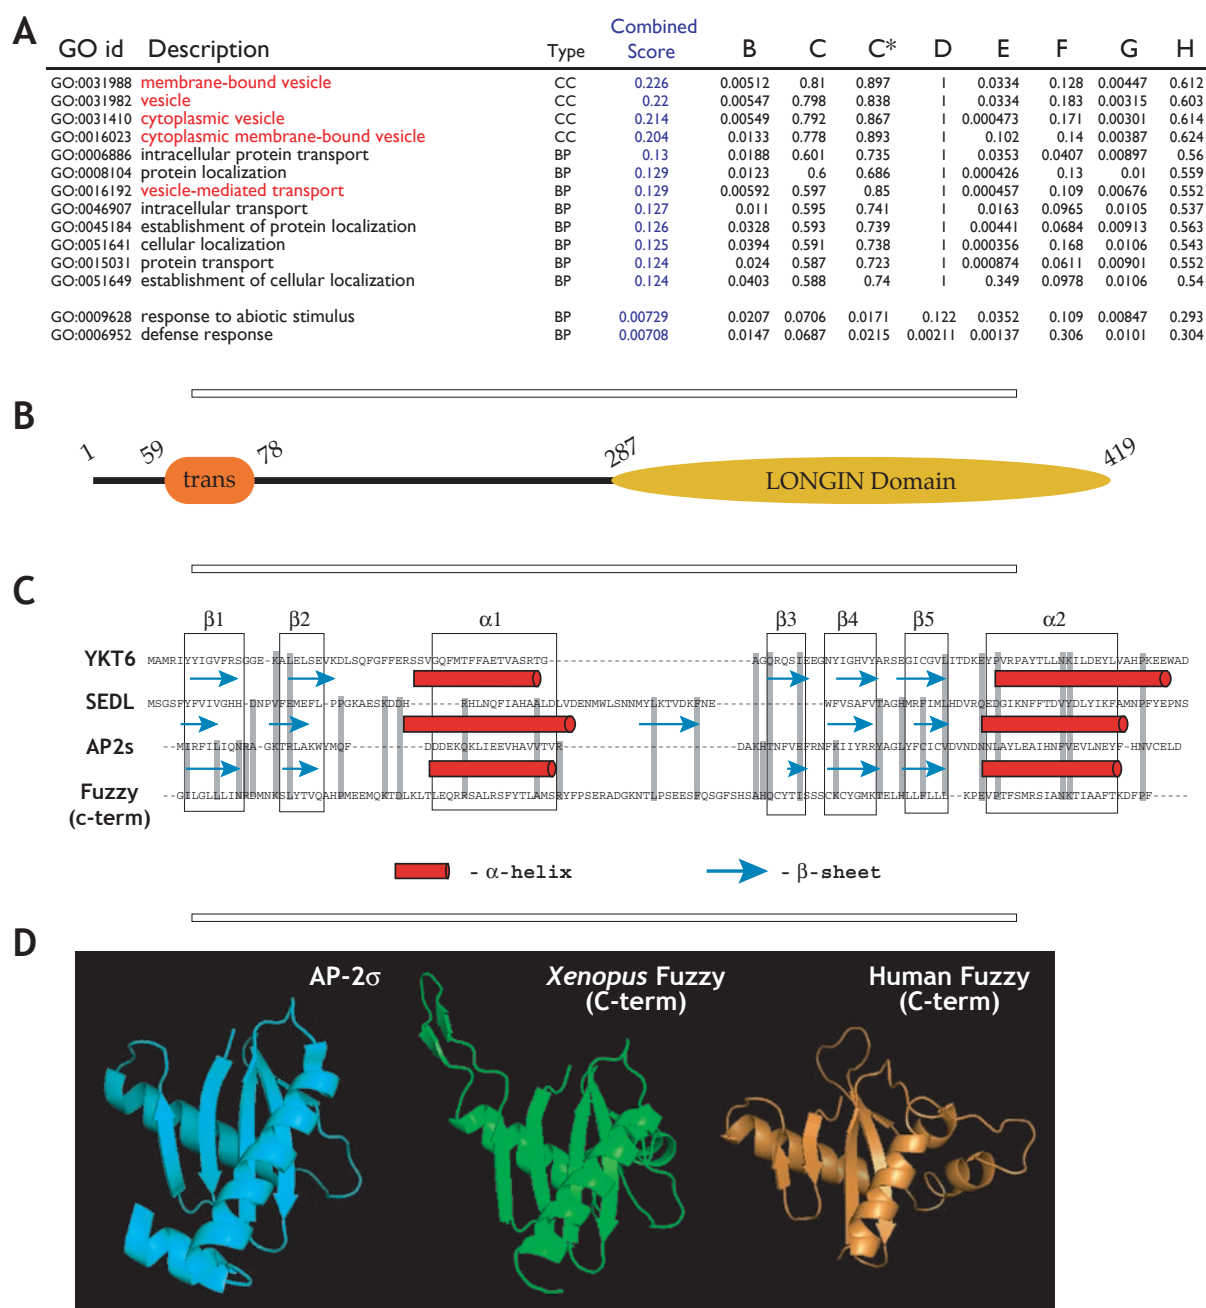 A
GO id Description Type Combined Score B C C* D E F G H
GO:0031988 membrane-bound vesicle CC 0.226 0.00512 0.81 0.897 1 0.0334 0.128 0.00447 0.612
GO:0031982 vesicle CC 0.22 0.00547 0.798 0.838 1 0.0334 0.183 0.00315 0.603
GO:0031410 cytoplasmic vesicle CC 0.214 0.00549 0.792 0.867 1 0.000473 0.171 0.00301 0.614
GO:0016023 cytoplasmic membrane-bound vesicle CC 0.204 0.0133 0.778 0.893 1 0.102 0.14 0.00387 0.624
GO:0006886 intracellular protein transport BP 0.13 0.0188 0.601 0.735 1 0.0353 0.0407 0.00897 0.56
GO:0008104 protein localization BP 0.129 0.0123 0.6 0.686 1 0.000426 0.13 0.01 0.559
GO:0016192 vesicle-mediated transport BP 0.129 0.00592 0.597 0.85 1 0.000457 0.109 0.00676 0.552
GO:0046907 intracellular transport BP 0.127 0.011 0.595 0.741 1 0.0163 0.0965 0.0105 0.537
GO:0045184 establishment of protein localization BP 0.126 0.0328 0.593 0.739 1 0.00441 0.0684 0.00913 0.563
GO:0051641 cellular localization BP 0.125 0.0394 0.591 0.738 1 0.000356 0.168 0.0106 0.543
GO:0015031 protein transport BP 0.124 0.024 0.587 0.723 1 0.000874 0.0611 0.00901 0.552
GO:0051649 establishment of cellular localization BP 0.124 0.0403 0.588 0.74 1 0.349 0.0978 0.0106 0.54
GO:0009628 response to abiotic stimulus BP 0.00729 0.0207 0.0706 0.0171 0.122 0.0352 0.109 0.00847 0.293
GO:0006952 defense response BP 0.00708 0.0147 0.0687 0.0215 0.00211 0.00137 0.306 0.0101 0.304
B
1 59 78 287 419
trans LONGIN Domain
C
β1 β2 α1 β3 β4 β5 α2
YKT6 MAMRIYYIGVFRSGGE-KALELSEVKDLSQFGFFERSSVGQFMTFFAETVASRTG----------------------------AGQRQSIEEGNYIGHVYARSEGICGVLITDKEYPVRPAYTLLNKILDEYLVAHPKEEWAD
SEDL MSGSFYFVIVGHH-DNPVFEMEFL-PPGKAESKDDH-------RHLNQFIAHAALDLVDENMWLSNNMYLKTVDKFNE---------------WFVSAFVTAGHMRFIMLHDVRQEDGIKNFFTDVYDLYIKFAMNPFYEPNS
AP2s ----MIRFILIQNRA-GKTRLAKWYMQF----------DDDEKQKLIEEVHAVVTVR------------------------DAKHTNFVEFRNFKIIYRRYAGLYFCICVDVNDNNLAYLEAIHNFVEVLNEYF-HNVCELD
Fuzzy --GILGLLLINRDMNKSLYTVQAHPMEEMQKTDLKLTLEQRRSALRSFYTLAMSRYFPSERADGKNTLPSEESFQSGFSHSAHQCYTISSSCKCYGMKTELHLLFLLL--KPEVPTFSMRSIANKTIAAFTKDFPF-----
(c-term)
- α-helix - β-sheet
D
AP-2σ Xenopus Fuzzy Human Fuzzy
(C-term) (C-term)